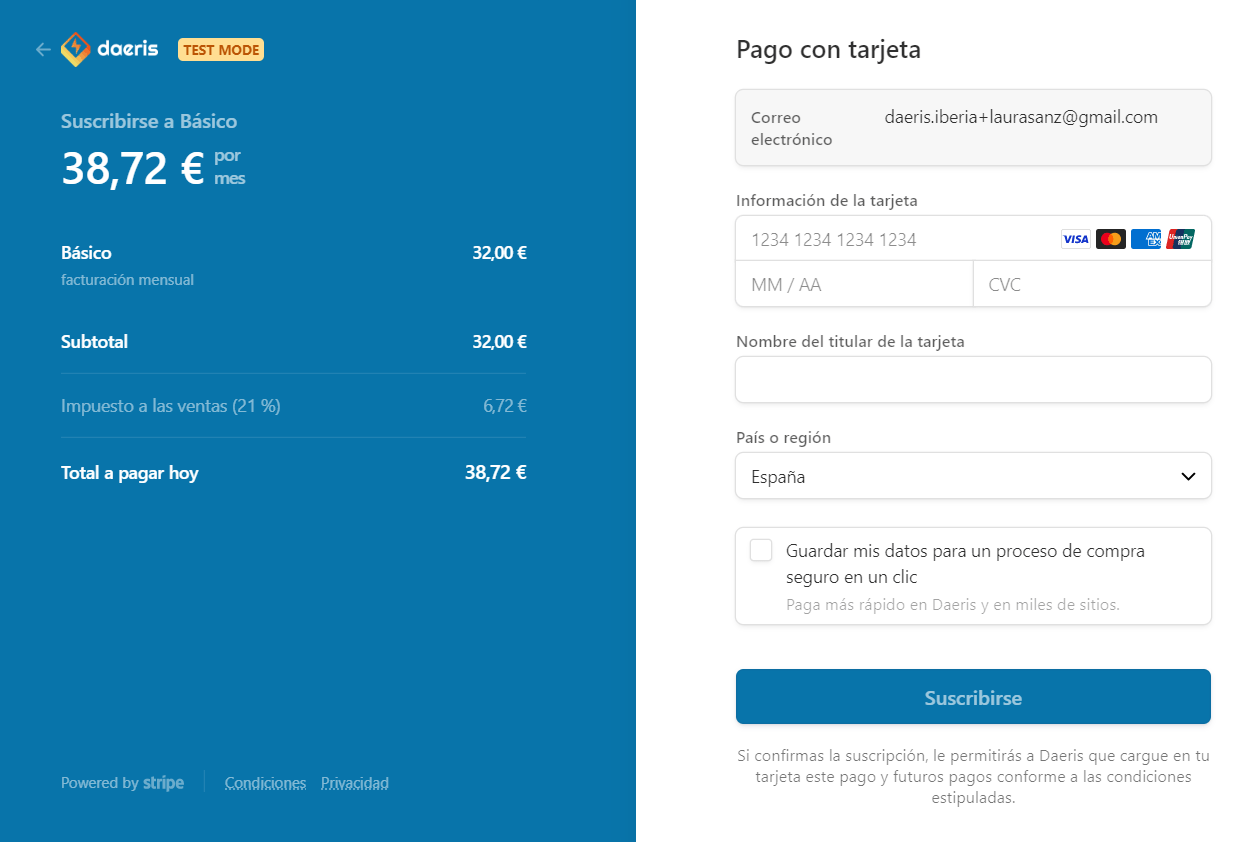 daeris TEST MODE
Suscribirse a Básico
38,72 € por
mes
Básico 32,00 €
facturación mensual
Subtotal 32,00 €
Impuesto a las ventas (21 %) 6,72 €
Total a pagar hoy 38,72 €
Powered by stripe Condiciones Privacidad
Pago con tarjeta
Correo
electrónico
daeris.iberia+laurasanz@gmail.com
Información de la tarjeta
1234 1234 1234 1234 VISA AMEX UnionPay 银联
MM / AA CVC
Nombre del titular de la tarjeta
País o región
España
Guardar mis datos para un proceso de compra
seguro en un clic
Paga más rápido en Daeris y en miles de sitios.
Suscribirse
Si confirmas la suscripción, le permitirás a Daeris que cargue en tu
tarjeta este pago y futuros pagos conforme a las condiciones
estipuladas.